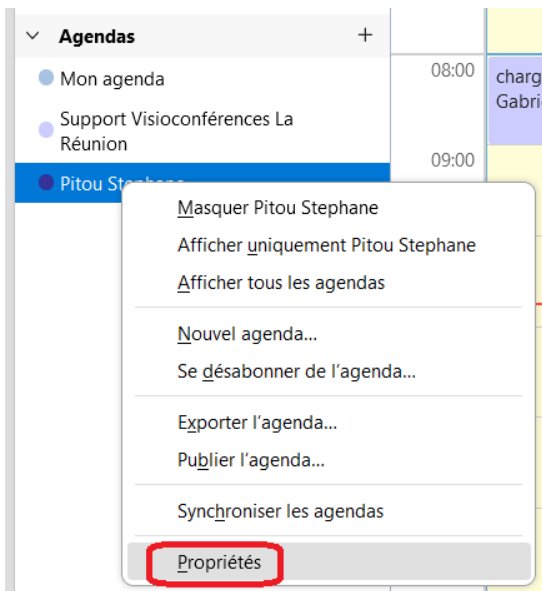 Agendas
Mon agenda
Support Visioconférences La
Réunion
Pitou
08:00
09:00
Gabri
Masquer Pitou Stephane
Afficher uniquement Pitou Stephane
Afficher tous les agendas
Nouvel agenda...
Se désabonner de l'agenda...
Exporter l'agenda...
Publier l'agenda...
Synchroniser les agendas
Propriétés